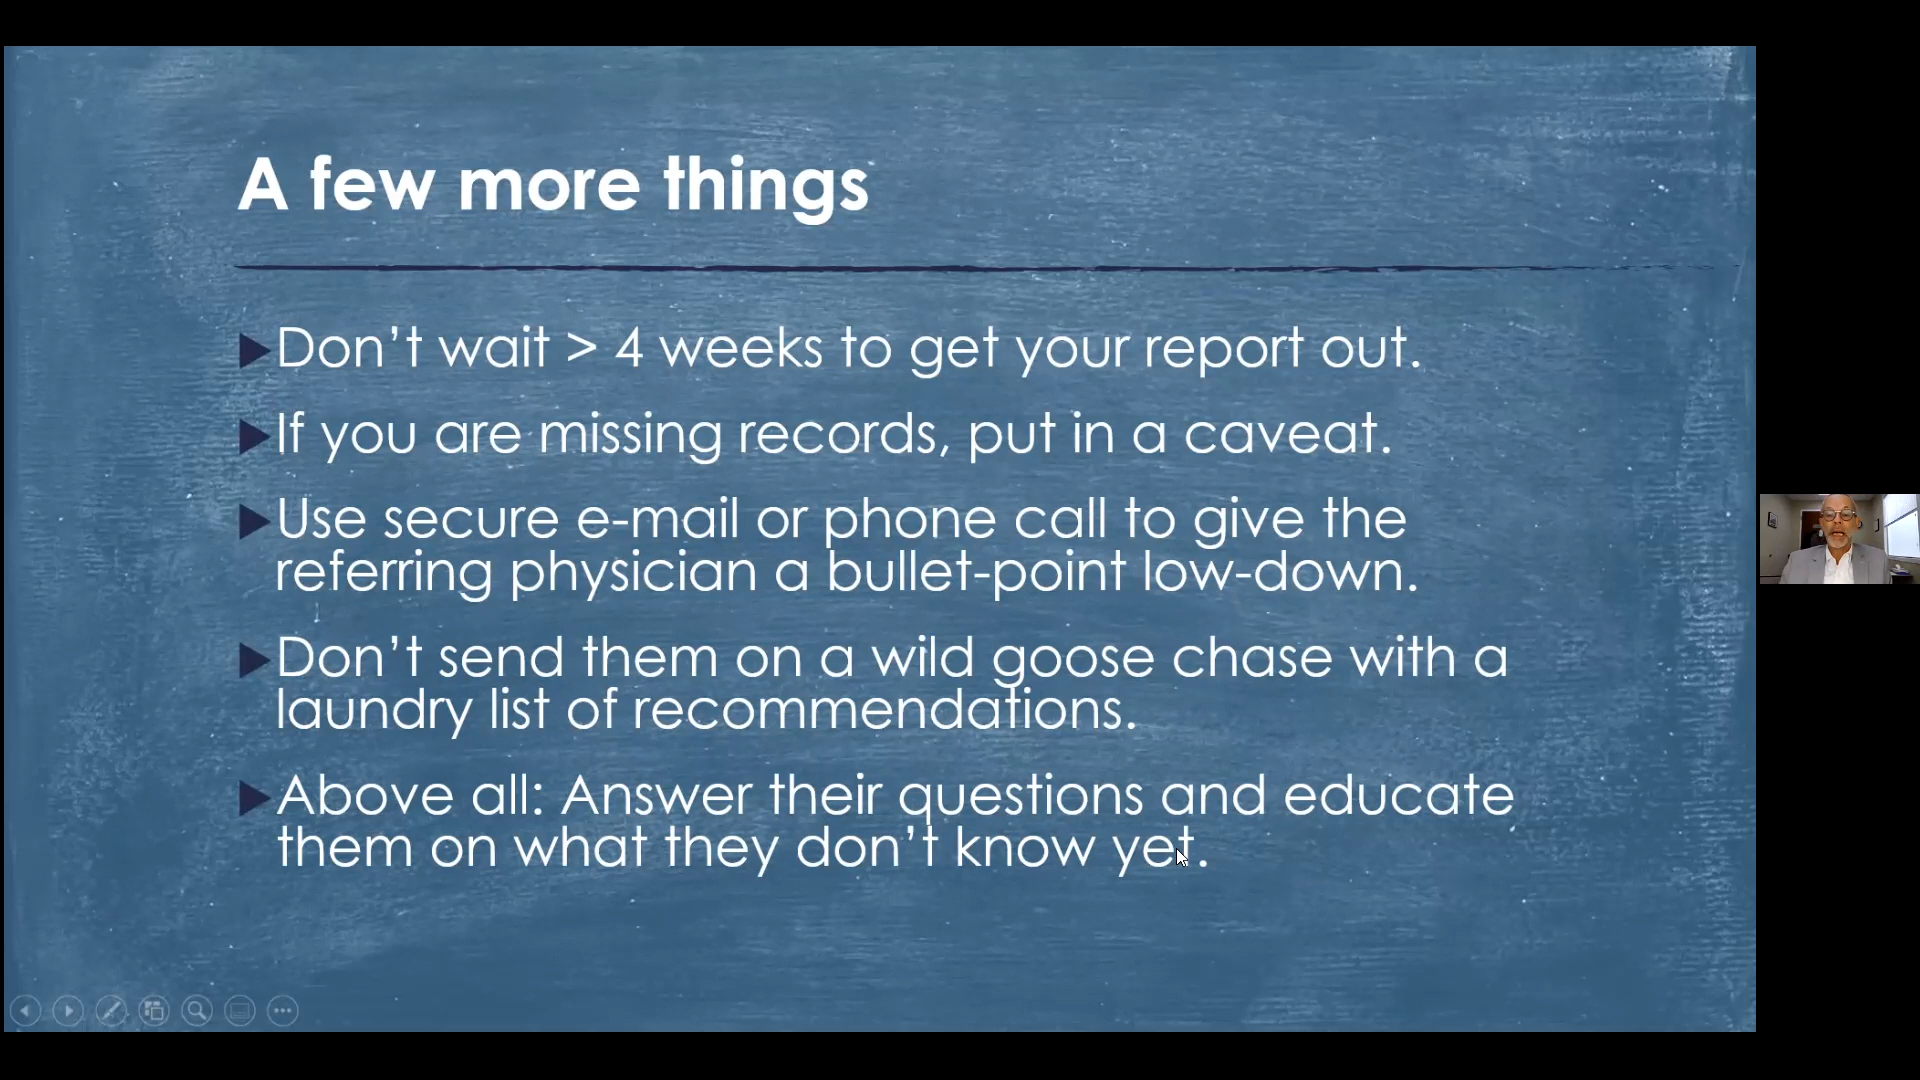 A few more things
Don’t wait > 4 weeks to get your report out.
If you are missing records, put in a caveat.
Use secure e-mail or phone call to give the
referring physician a bullet-point low-down.
Don’t send them on a wild goose chase with a
laundry list of recommendations.
Above all: Answer their questions and educate
them on what they don’t know yet.